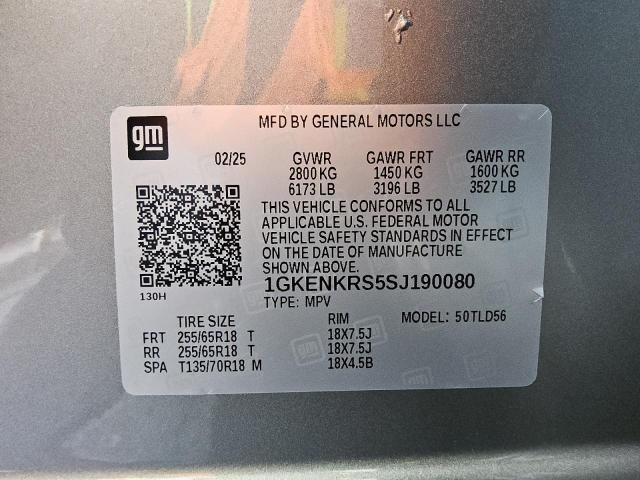 gm
MFD BY GENERAL MOTORS LLC
02/25 GVWR GAWR FRT GAWR RR
2800 KG 1450 KG 1600 KG
6173 LB 3196 LB 3527 LB
THIS VEHICLE CONFORMS TO ALL
APPLICABLE U.S. FEDERAL MOTOR
VEHICLE SAFETY STANDARDS IN EFFECT
ON THE DATE OF MANUFACTURE
SHOWN ABOVE.
1GKENKRS5SJ190080
130H
TYPE: MPV
TIRE SIZE RIM MODEL: 50TLD56
FRT 255/65R18 T 18X7.5J
RR 255/65R18 T 18X7.5J
SPA T135/70R18 M 18X4.5B